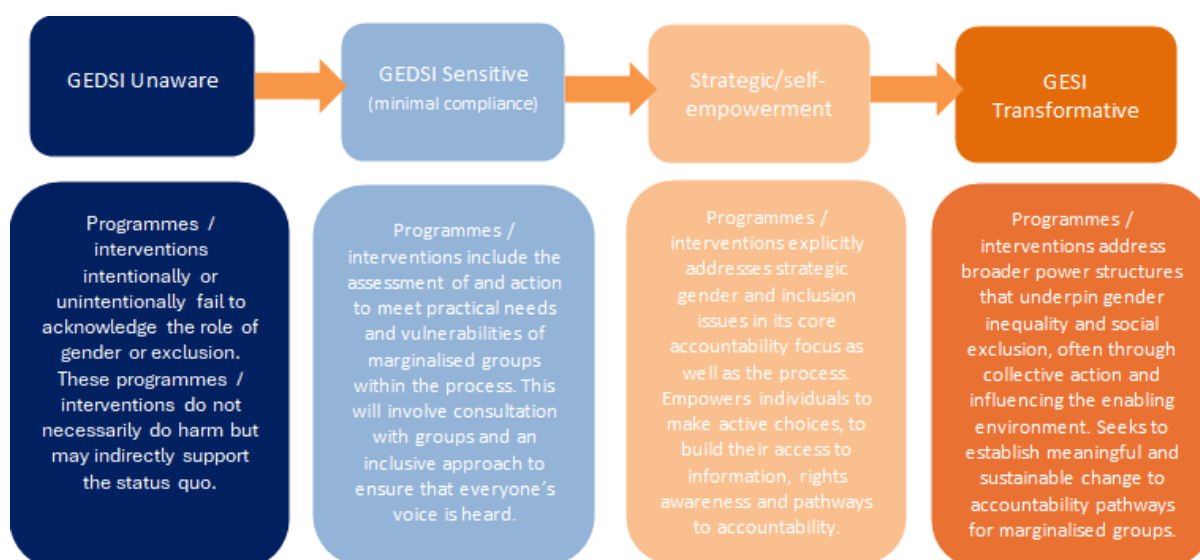 GEDSI Unaware
GEDSI Sensitive
(minimal compliance)
Strategic/self-
empowerment
GESI
Transformative
Programmes /
interventions
intentionally or
unintentionally fail to
acknowledge the role of
gender or exclusion.
These programmes /
interventions do not
necessarily do harm but
may indirectly support
the status quo.
Programmes /
interventions include the
assessment of and action
to meet practical needs
and vulnerabilities of
marginalised groups
within the process. This
will involve consultation
with groups and an
inclusive approach to
ensure that everyone's
voice is heard.
Programmes /
interventions explicitly
addresses strategic
gender and inclusion
issues in its core
accountability focus as
well as the process.
Empowers individuals to
make active choices, to
build their access to
information, rights
awareness and pathways
to accountability.
Programmes /
interventions address
broader power structures
that underpin gender
inequality and social
exclusion, often through
collective action and
influencing the enabling
environment. Seeks to
establish meaningful and
sustainable change to
accountability pathways
for marginalised groups.